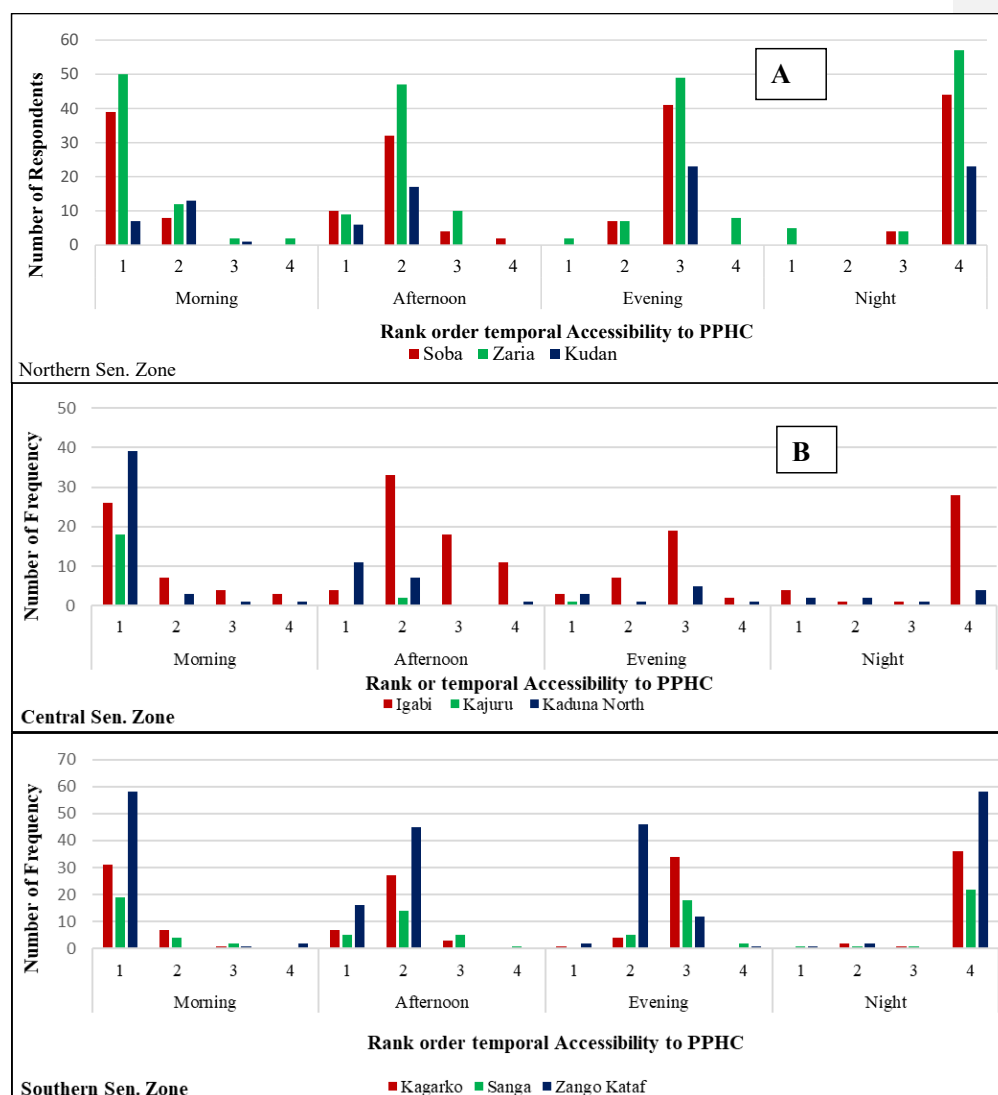 60
50
40
30
20
10
0
Number of Respondents
A
1 2 3 4 1 2 3 4 1 2 3 4 1 2 3 4
Morning Afternoon Evening Night
Rank order temporal Accessibility to PPHC
Soba Zaria Kudan
Northern Sen. Zone
50
40
30
20
10
0
Number of Frequency
B
1 2 3 4 1 2 3 4 1 2 3 4 1 2 3 4
Morning Afternoon Evening Night
Rank or temporal Accessibility to PPHC
Igabi Kajuru Kaduna North
Central Sen. Zone
70
60
50
40
30
20
10
0
Number of Frequency
1 2 3 4 1 2 3 4 1 2 3 4 1 2 3 4
Morning Afternoon Evening Night
Rank order temporal Accessibility to PPHC
Southern Sen. Zone Kagarko Sanga Zango Kataf